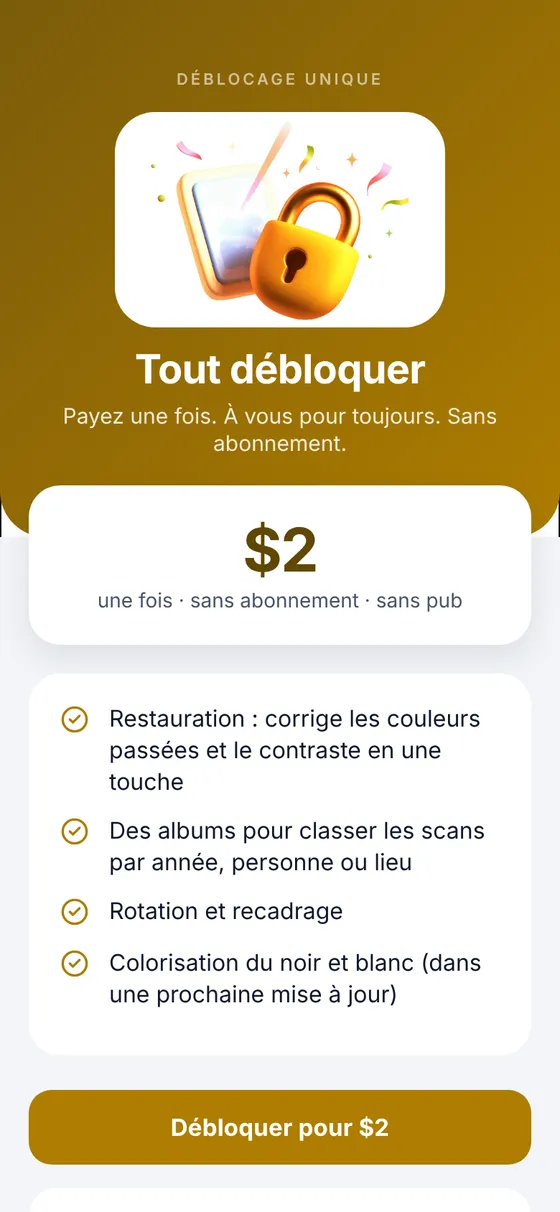 DÉBLOCAGE UNIQUE
Tout débloquer
Payez une fois. À vous pour toujours. Sans
abonnement.
$2
une fois · sans abonnement · sans pub
Restauration : corrige les couleurs
passées et le contraste en une
touche
Des albums pour classer les scans
par année, personne ou lieu
Rotation et recadrage
Colorisation du noir et blanc (dans
une prochaine mise à jour)
Débloquer pour $2